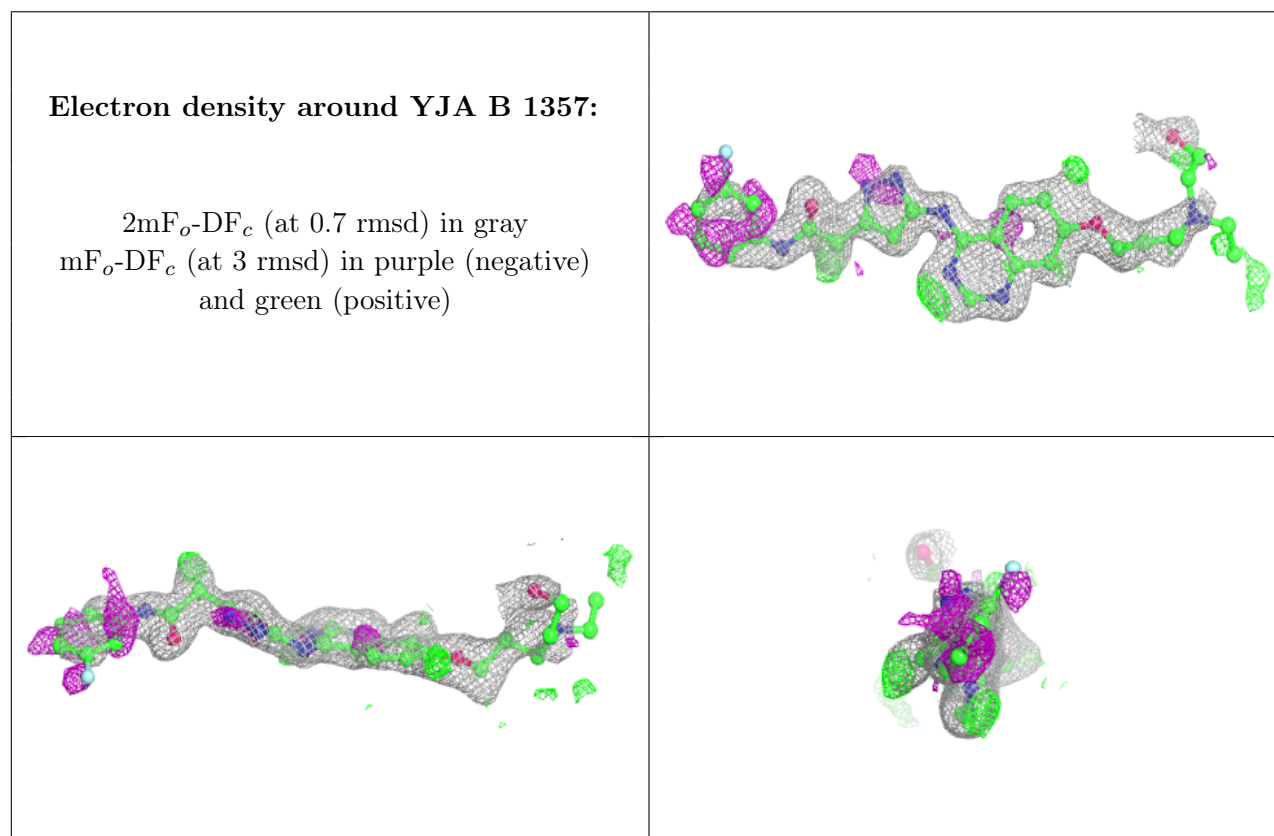 Electron density around YJA B 1357:
2mFo-DFc (at 0.7 rmsd) in gray
mFo-DFc (at 3 rmsd) in purple (negative)
and green (positive)